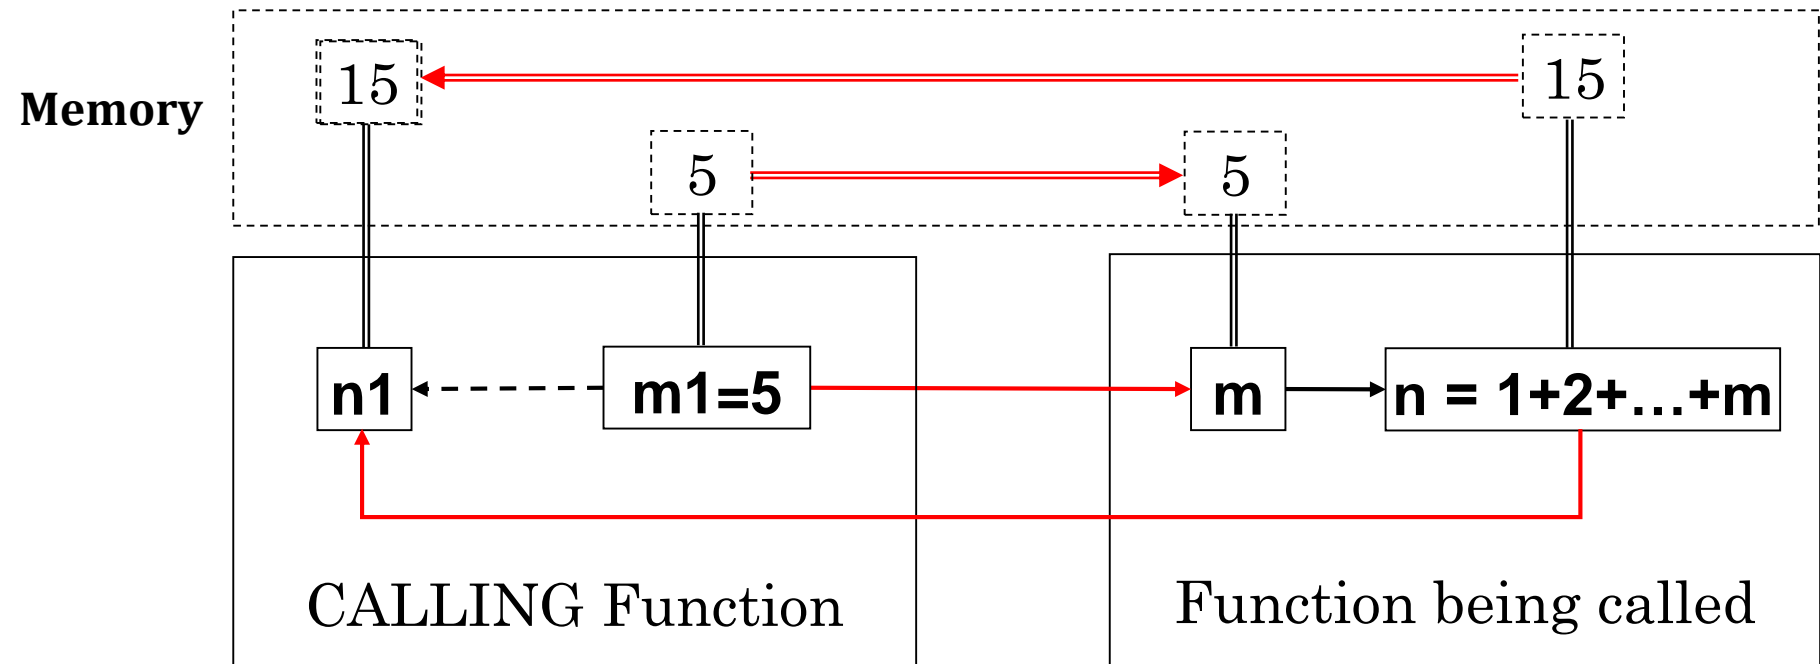 15
15
Memory
5
5
n1
m1=5
m
n = 1+2+...+m
CALLING Function
Function being called